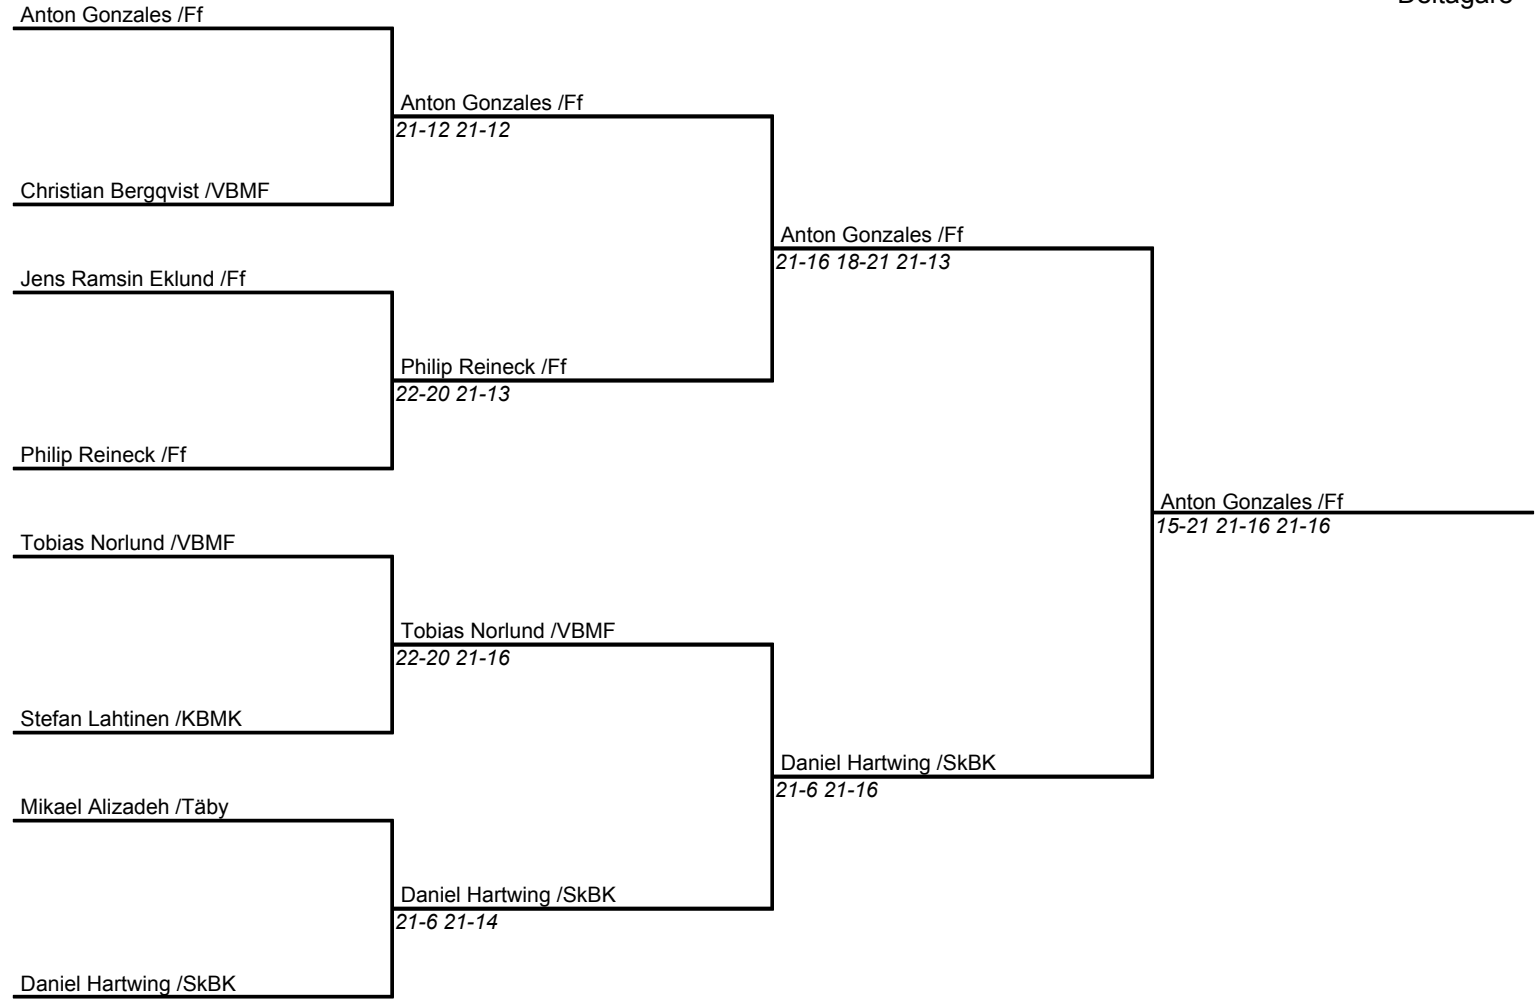 Anton Gonzales /Ff
Anton Gonzales /Ff
21-12 21-12
Christian Bergqvist /VBMF
Anton Gonzales /Ff
21-16 18-21 21-13
Jens Ramsin Eklund /Ff
Philip Reineck /Ff
22-20 21-13
Philip Reineck /Ff
Anton Gonzales /Ff
15-21 21-16 21-16
Tobias Norlund /VBMF
Tobias Norlund /VBMF
22-20 21-16
Stefan Lahtinen /KBMK
Daniel Hartwing /SkBK
21-6 21-16
Mikael Alizadeh /Täby
Daniel Hartwing /SkBK
21-6 21-14
Daniel Hartwing /SkBK